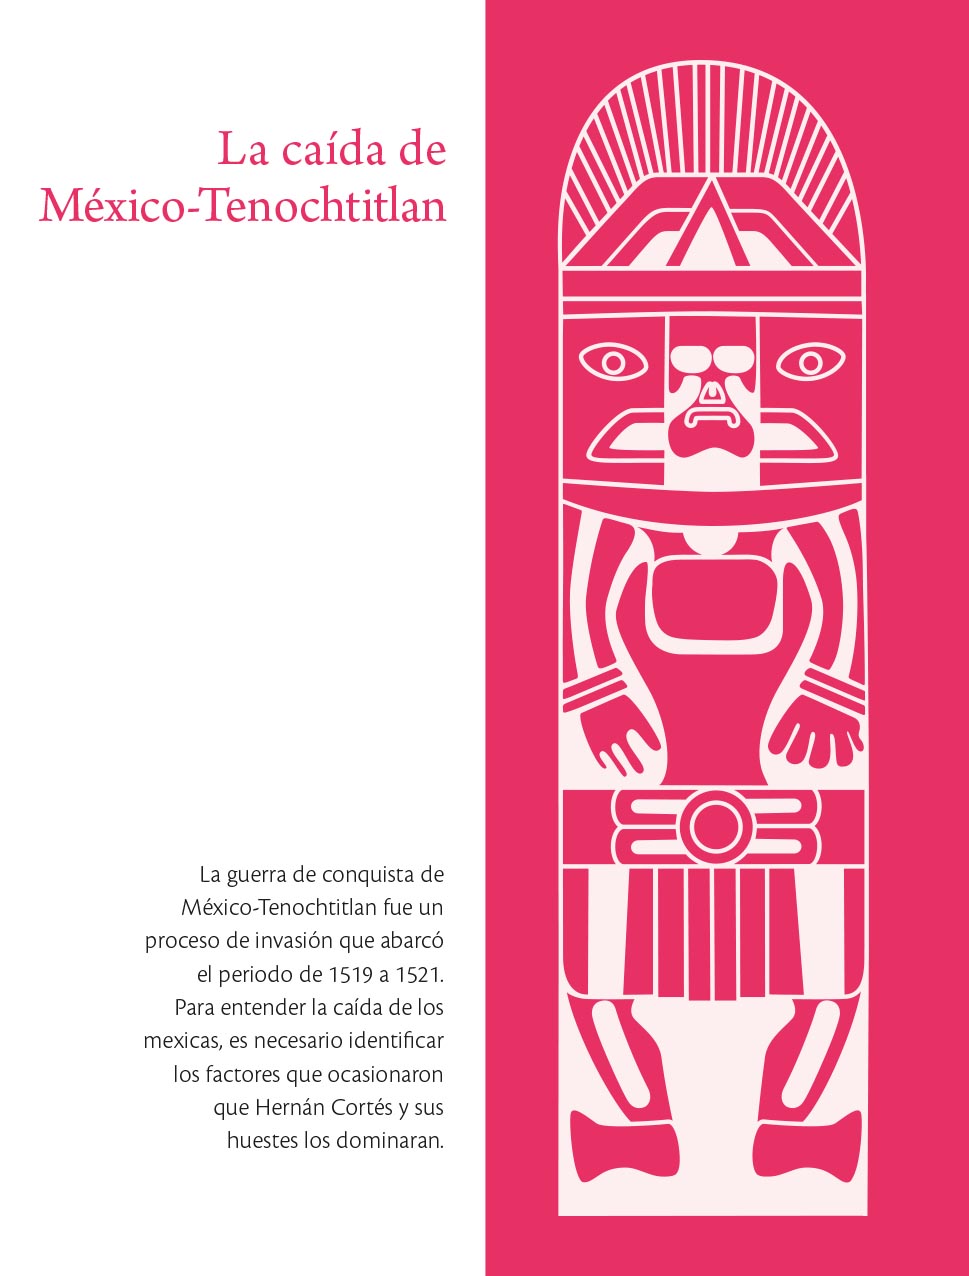 La caída de
México-Tenochtitlan
La guerra de conquista de
México-Tenochtitlan fue un
proceso de invasión que abarcó
el periodo de 1519 a 1521.
Para entender la caída de los
mexicas, es necesario identificar
los factores que ocasionaron
que Hernán Cortés y sus
huestes los dominaran.